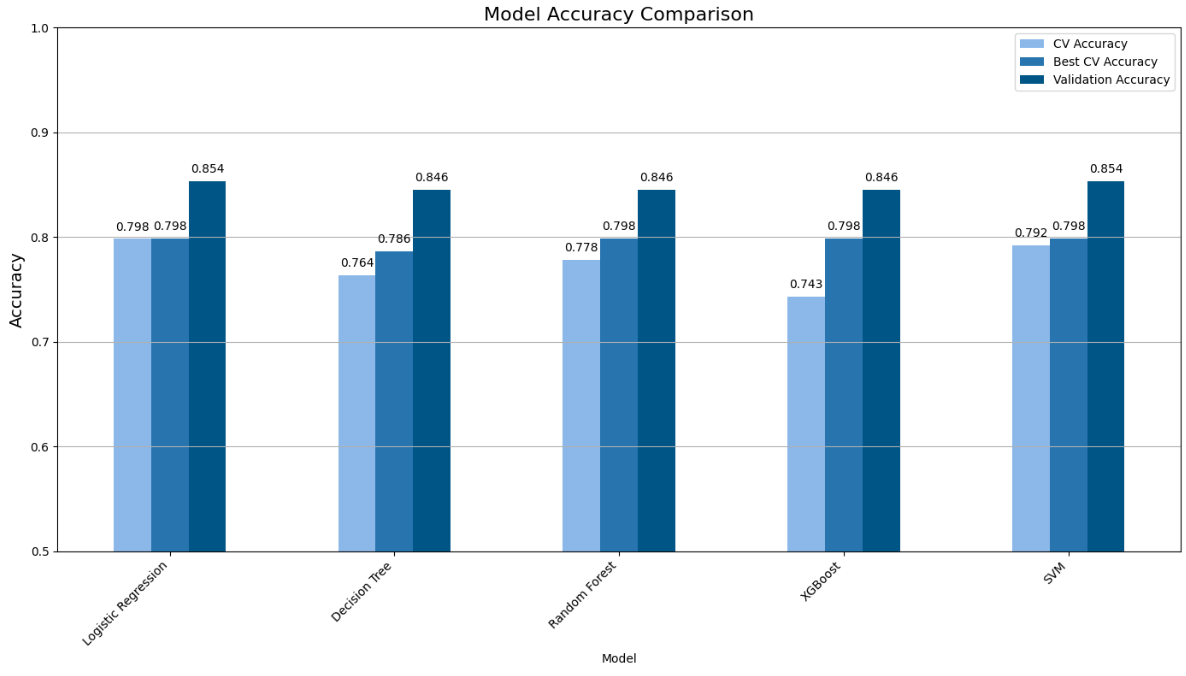 Model Accuracy Comparison
CV Accuracy
Best CV Accuracy
Validation Accuracy
Accuracy
1.0
0.9
0.8
0.7
0.6
0.5
0.798 0.798 0.854
0.764 0.786 0.846
0.778 0.798 0.846
0.743 0.798 0.846
0.792 0.798 0.854
Logistic Regression
Decision Tree
Random Forest
XGBoost
SVM
Model